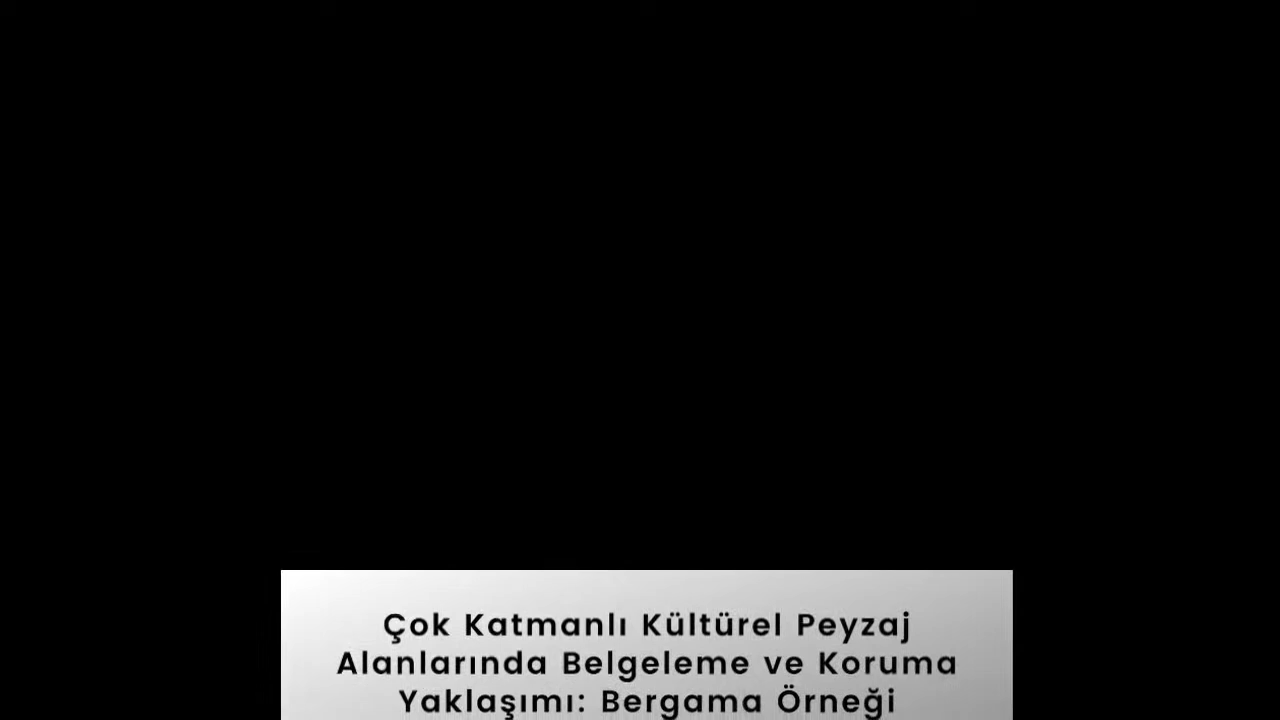 Çok Katmanlı Kültürel Peyzaj
Alanlarında Belgeleme ve Koruma
Yaklaşımı: Bergama Örneği